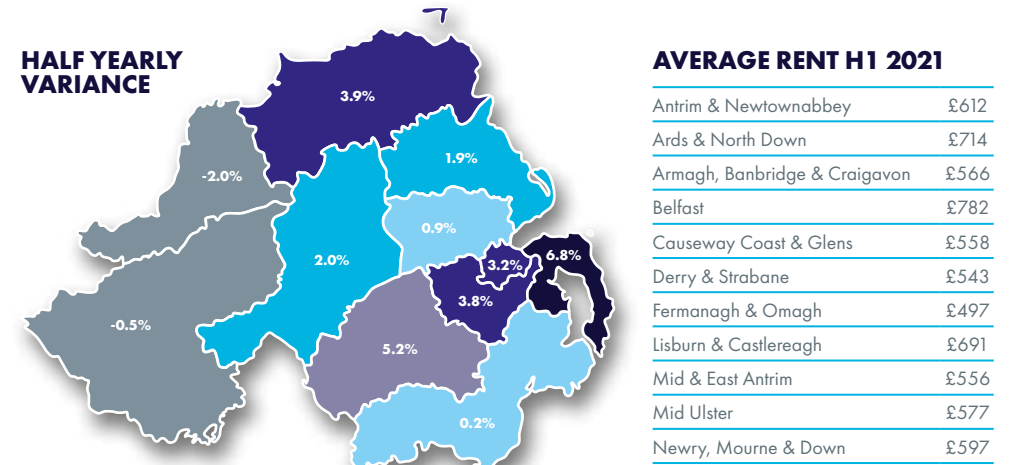 HALF YEARLY
VARIANCE
3.9%
1.9%
-2.0%
0.9%
2.0%
3.2%
6.8%
3.8%
-0.5%
5.2%
0.2%
AVERAGE RENT H1 2021
Antrim & Newtownabbey £612
Ards & North Down £714
Armagh, Banbridge & Craigavon £566
Belfast £782
Causeway Coast & Glens £558
Derry & Strabane £543
Fermanagh & Omagh £497
Lisburn & Castlereagh £691
Mid & East Antrim £556
Mid Ulster £577
Newry, Mourne & Down £597